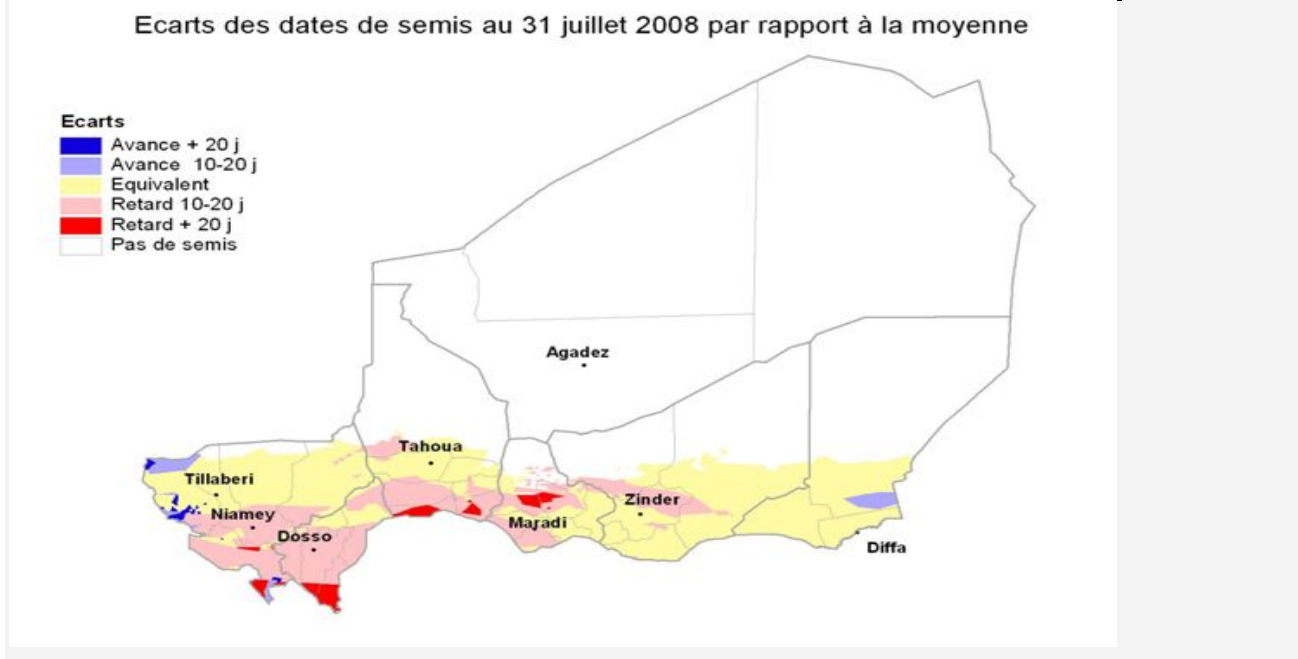 Ecarts des dates de semis au 31 juillet 2008 par rapport à la moyenne
Ecarts
Avance + 20 j
Avance 10-20 j
Equivalent
Retard 10-20 j
Retard + 20 j
Pas de semis
Agadez
Tahoua
Tillaberi
Zinder
Niamey
Maradi
Dosso
Diffa